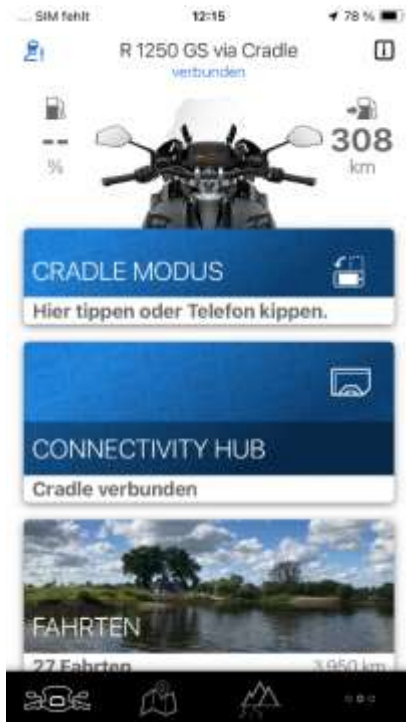 SIM fehlt 12:15 78 %
R 1250 GS via Cradle
verbunden
-- 308
% km
CRADLE MODUS
Hier tippen oder Telefon kippen.
CONNECTIVITY HUB
Cradle verbunden
FAHRTEN
27 Fahrten 3.950 km